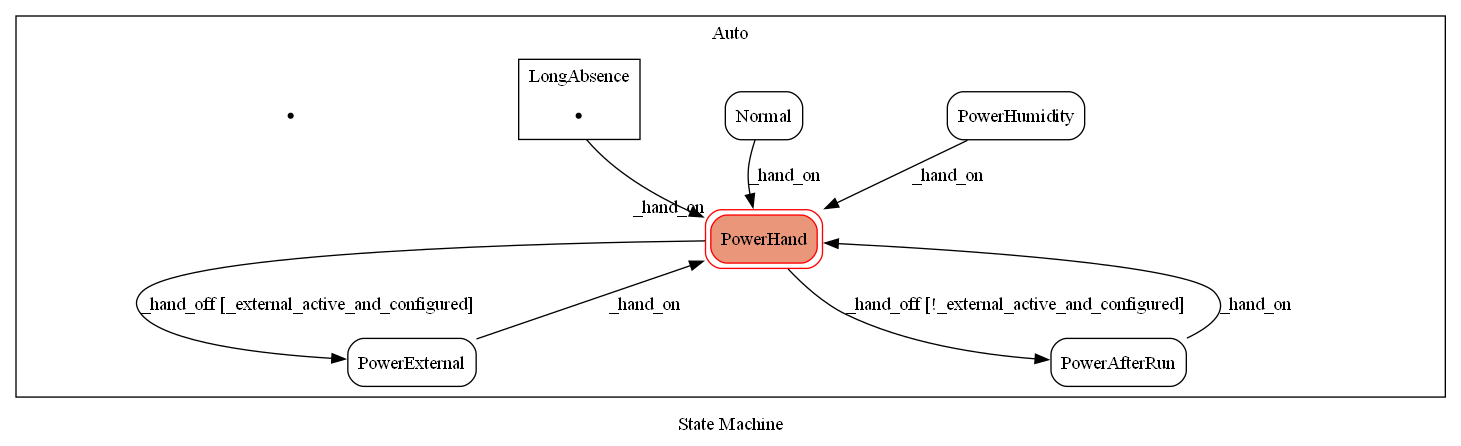 Auto
LongAbsence
Normal
PowerHumidity
_hand_on
_hand_on
_hand_on
PowerHand
_hand_off [_external_active_and_configured]
_hand_on
_hand_off [!_external_active_and_configured]
_hand_on
PowerExternal
PowerAfterRun
State Machine